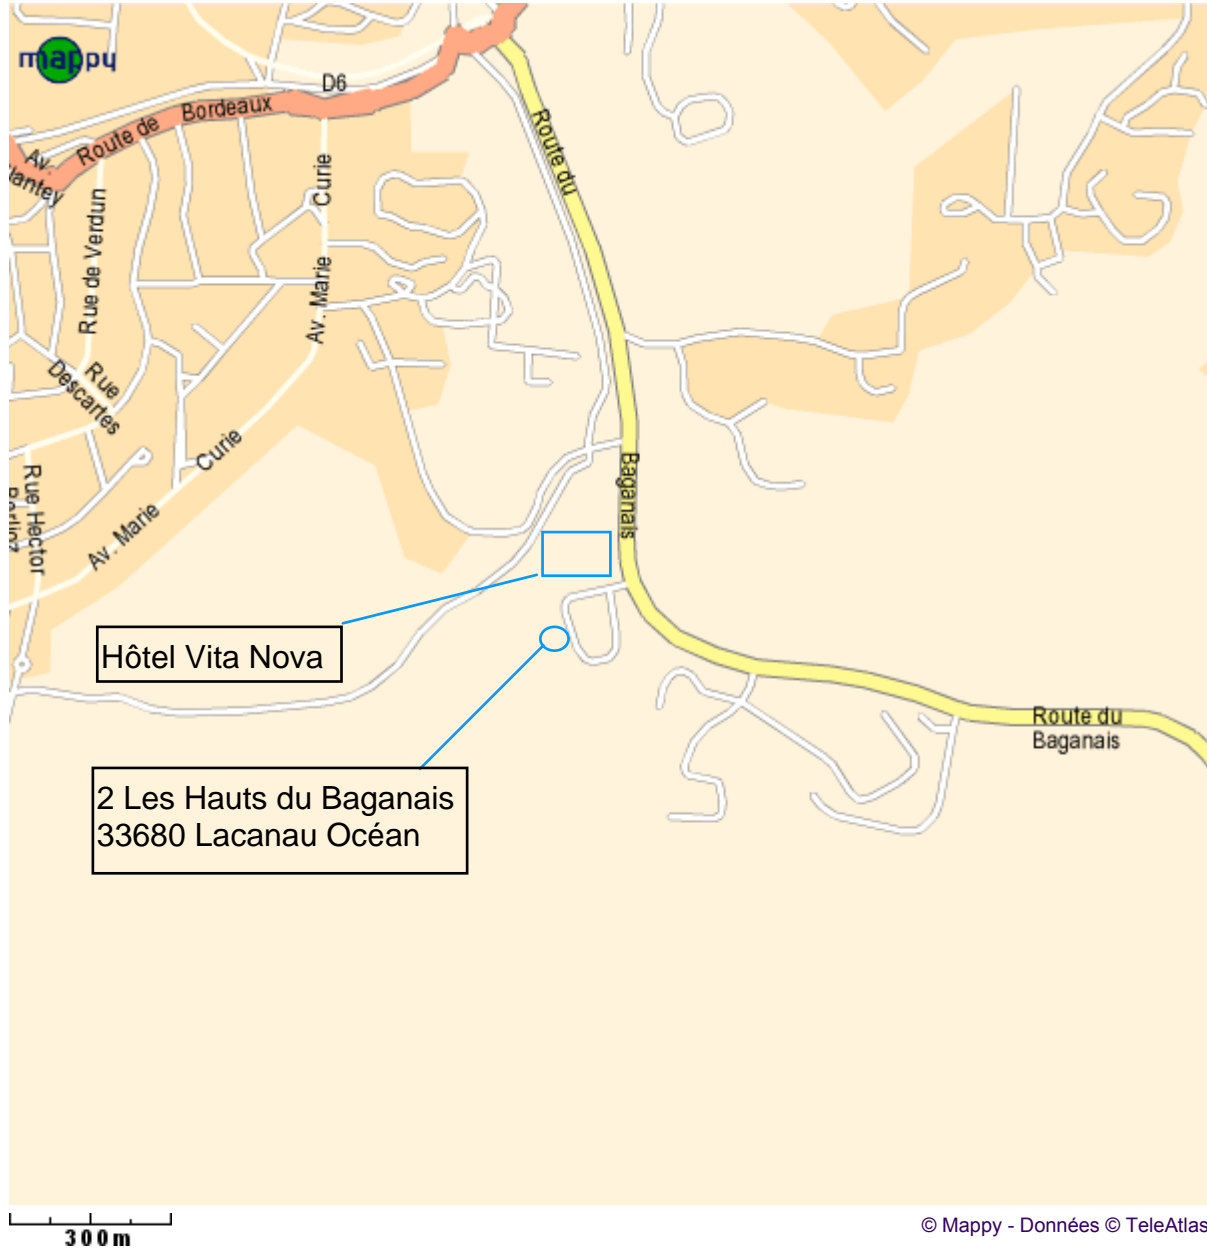 mappy
D6
Route de Bordeaux
Av.
lantey
Rue de Verdun
Av. Marie Curie
Route du
Baganais
Rue
Descartes
Av. Marie Curie
Rue Hector
Hôtel Vita Nova
2 Les Hauts du Baganais
33680 Lacanau Océan
Route du
Baganais
300m
© Mappy - Données © TeleAtlas